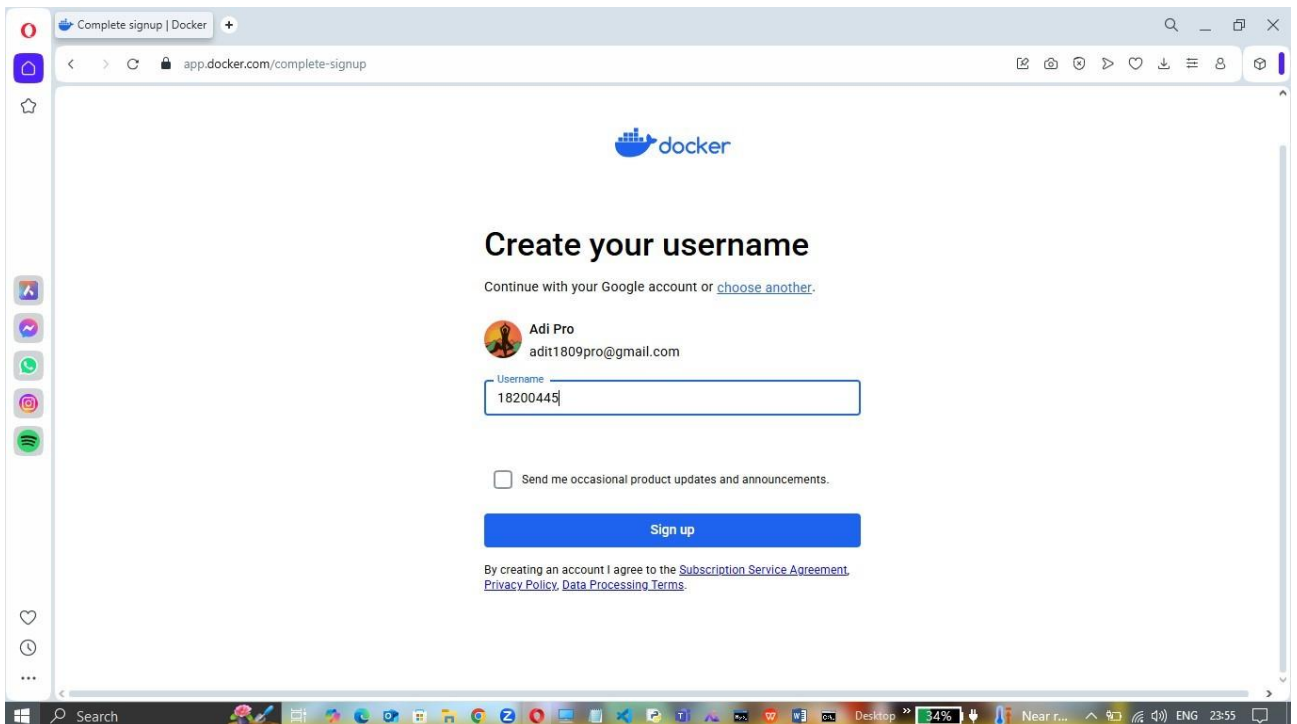 Complete signup | Docker
app.docker.com/complete-signup
docker
Create your username
Continue with your Google account or choose another.
Adi Pro
adit1809pro@gmail.com
Username
18200445
Send me occasional product updates and announcements.
Sign up
By creating an account I agree to the Subscription Service Agreement,
Privacy Policy, Data Processing Terms.
Search
Desktop
34%
Near r...
ENG
23:55